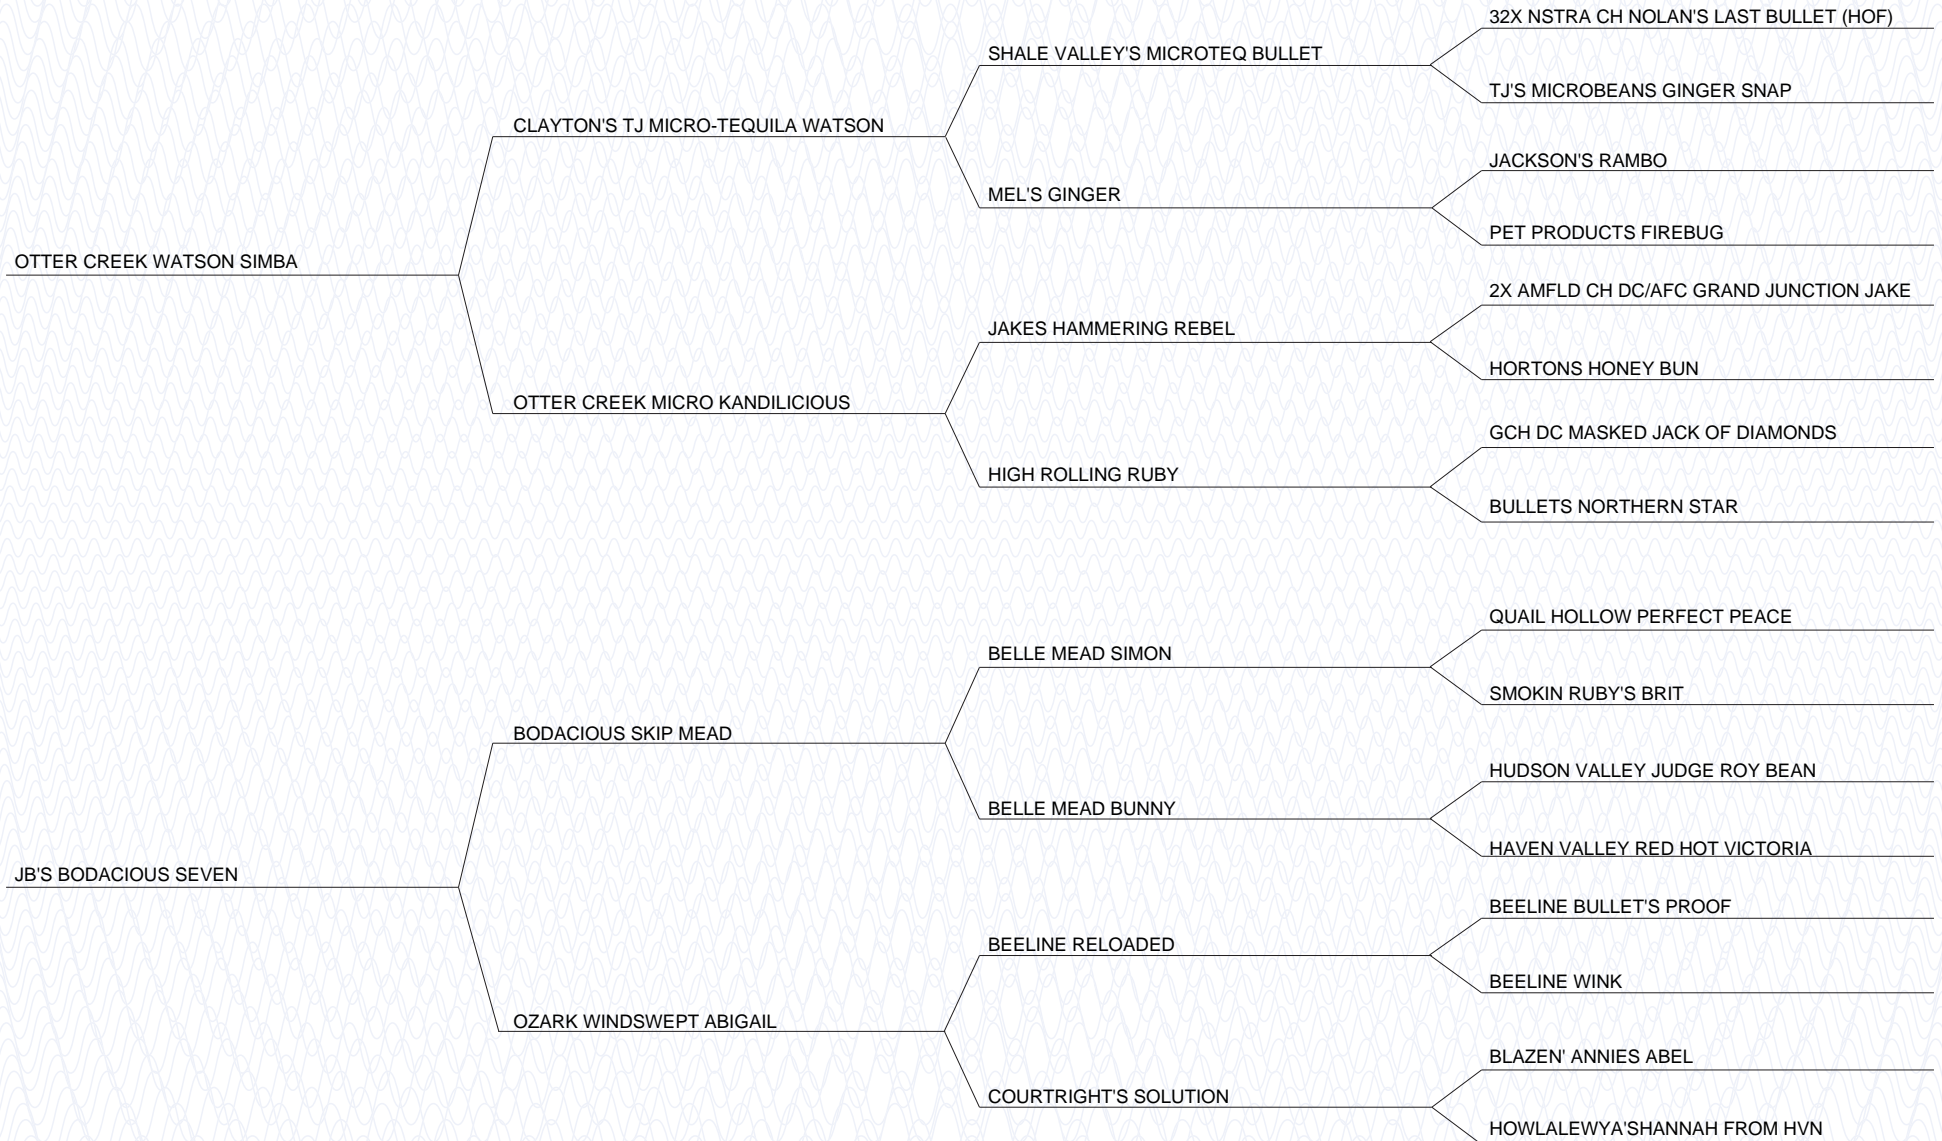 32X NSTRA CH NOLAN'S LAST BULLET (HOF)
SHALE VALLEY'S MICROTEQ BULLET
TJ'S MICROBEANS GINGER SNAP
CLAYTON'S TJ MICRO-TEQUILA WATSON
JACKSON'S RAMBO
MEL'S GINGER
PET PRODUCTS FIREBUG
OTTER CREEK WATSON SIMBA
2X AMFLD CH DC/AFC GRAND JUNCTION JAKE
JAKES HAMMERING REBEL
HORTONS HONEY BUN
OTTER CREEK MICRO KANDILICIOUS
GCH DC MASKED JACK OF DIAMONDS
HIGH ROLLING RUBY
BULLETS NORTHERN STAR
QUAIL HOLLOW PERFECT PEACE
BELLE MEAD SIMON
SMOKIN RUBY'S BRIT
BODACIOUS SKIP MEAD
HUDSON VALLEY JUDGE ROY BEAN
BELLE MEAD BUNNY
HAVEN VALLEY RED HOT VICTORIA
JB'S BODACIOUS SEVEN
BEELINE BULLET'S PROOF
BEELINE RELOADED
BEELINE WINK
OZARK WINDSWEPT ABIGAIL
BLAZEN' ANNIES ABEL
COURTRIGHT'S SOLUTION
HOWLALEWYA'SHANNAH FROM HVN